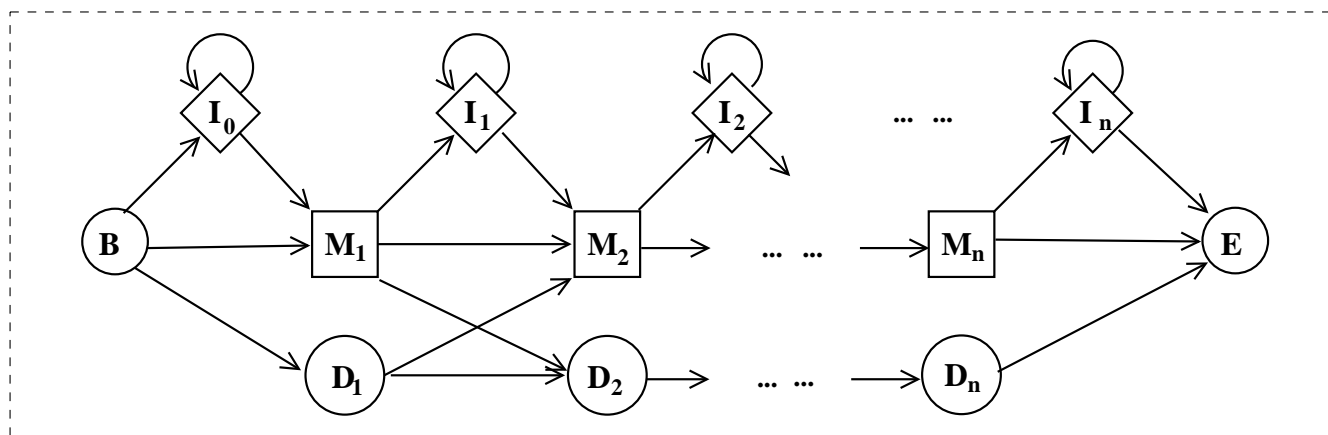 I0 I1 I2 ... ... In
B M1 M2 ... ... Mn E
D1 D2 ... ... Dn